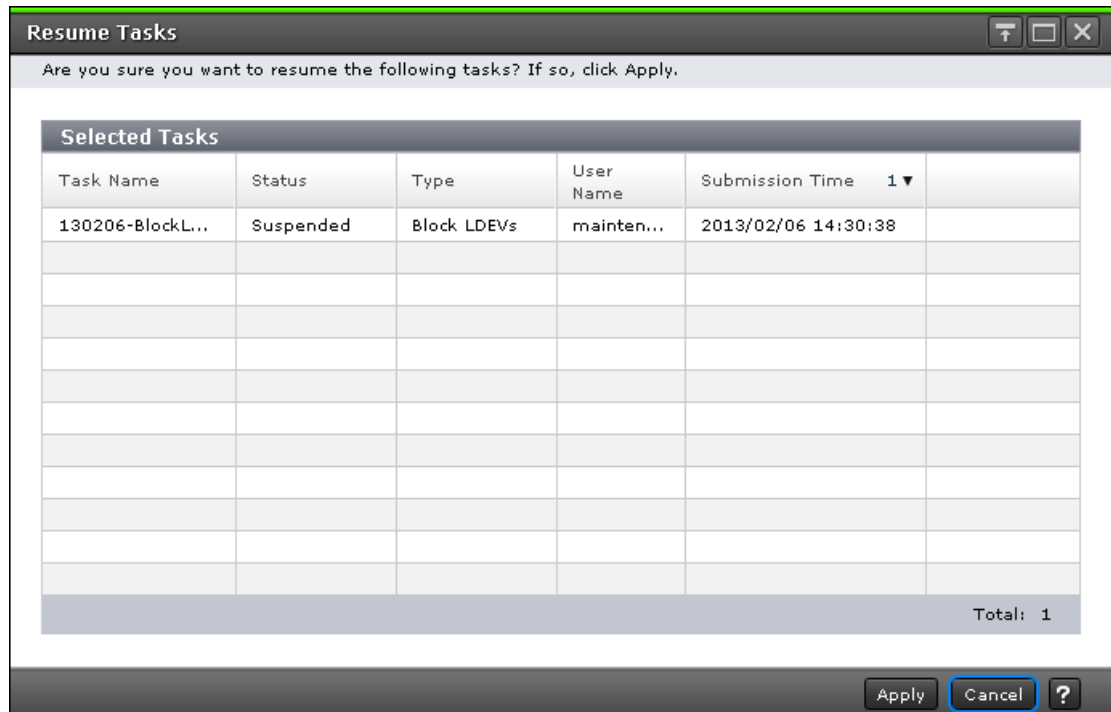 Resume Tasks
Are you sure you want to resume the following tasks? If so, click Apply.
Selected Tasks
Task Name Status Type User Name Submission Time 1▼
130206-BlockL... Suspended Block LDEVs mainten... 2013/02/06 14:30:38
Total: 1
Apply Cancel ?